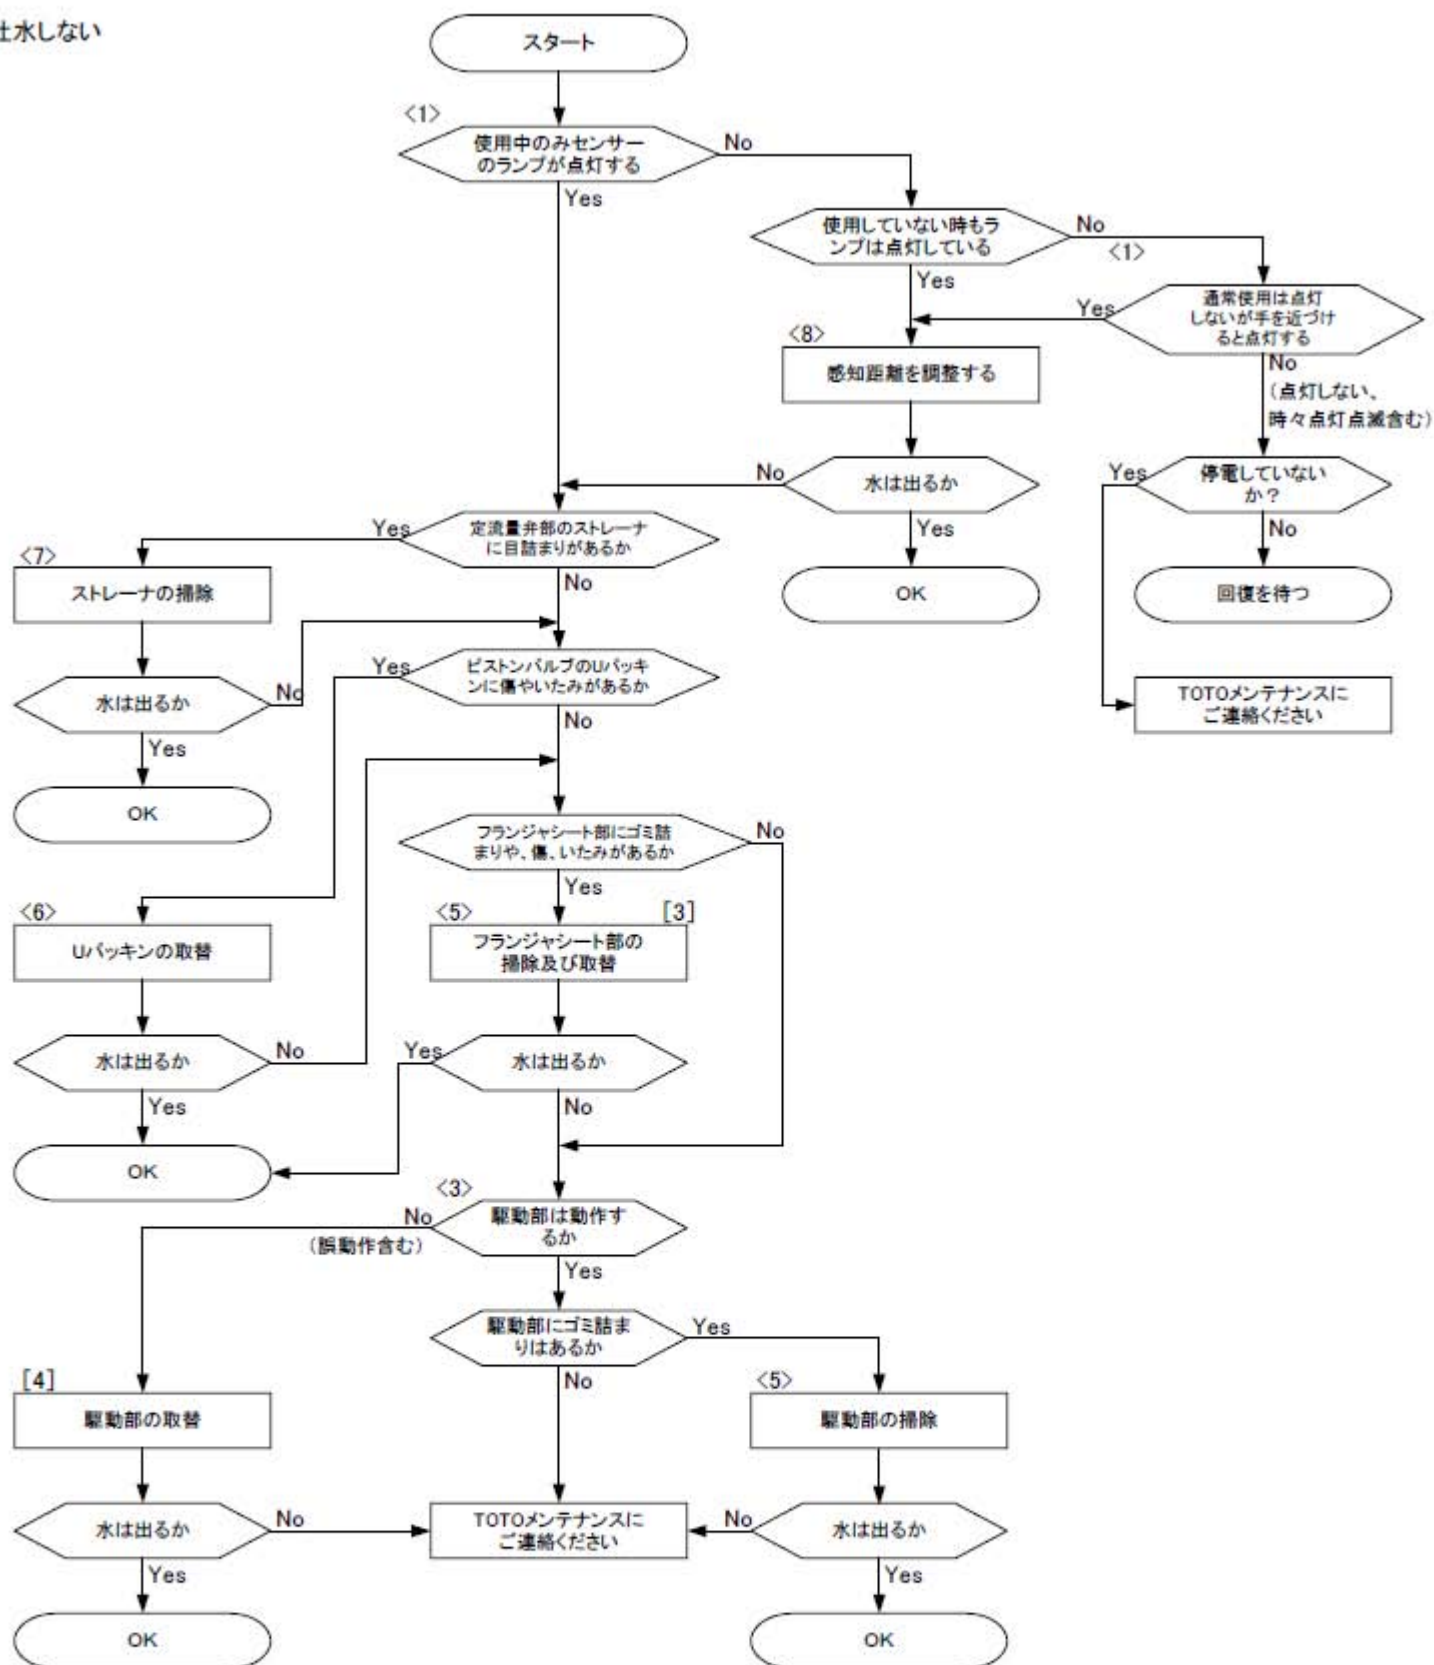 吐水しない
スタート
<1>
使用中のみセンサー
のランプが点灯する
No
Yes
使用していない時もラ
ンプは点灯している
No
<1>
Yes
通常使用は点灯
しないが手を近づけ
ると点灯する
Yes
No
(点灯しない、
時々点灯点滅含む)
<8>
感知距離を調整する
水は出るか
No
Yes
OK
停電していない
か？
Yes
No
回復を待つ
TOTOメンテナンスに
ご連絡ください
定流量弁部のストレーナ
に目詰まりがあるか
Yes
No
<7>
ストレーナの掃除
水は出るか
No
Yes
OK
ピストンバルブのUパッキ
ンに傷やいたみがあるか
Yes
No
フランジャシート部にゴミ詰
まりや、傷、いたみがあるか
No
Yes
<6>
Uパッキンの取替
水は出るか
No
Yes
OK
<5>
[3]
フランジャシート部の
掃除及び取替
水は出るか
Yes
No
<3>
駆動部は動作す
るか
No
(誤動作含む)
Yes
駆動部にゴミ詰ま
りはあるか
Yes
No
[4]
駆動部の取替
水は出るか
No
Yes
OK
TOTOメンテナンスに
ご連絡ください
<5>
駆動部の掃除
水は出るか
No
Yes
OK